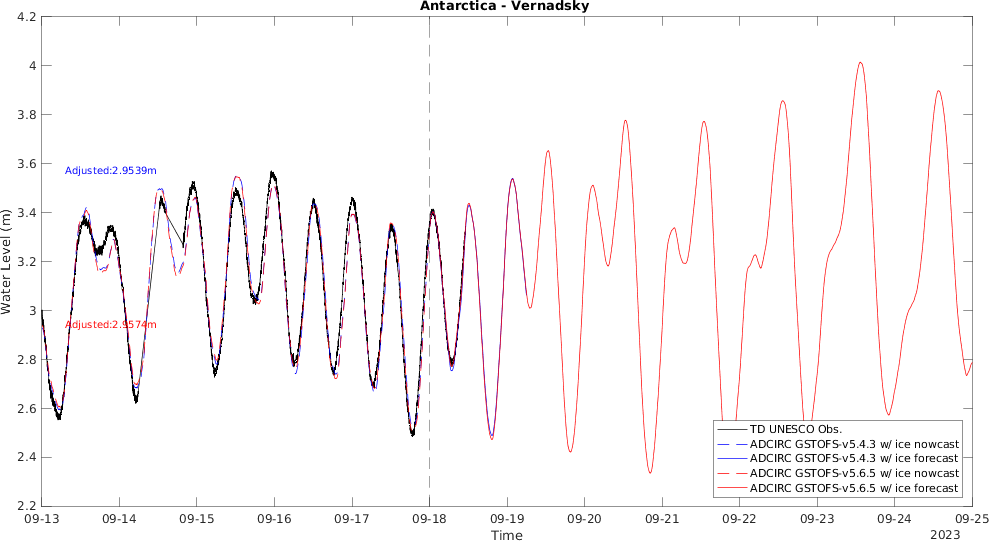 Antarctica - Vernadsky
4.2
4
3.8
3.6
3.4
3.2
3
2.8
2.6
2.4
2.2
Water Level (m)
Adjusted:2.9539m
Adjusted:2.9574m
TD UNESCO Obs.
ADCIRC GSTOFS-v5.4.3 w/ ice nowcast
ADCIRC GSTOFS-v5.4.3 w/ ice forecast
ADCIRC GSTOFS-v5.6.5 w/ ice nowcast
ADCIRC GSTOFS-v5.6.5 w/ ice forecast
09-13 09-14 09-15 09-16 09-17 09-18 09-19 09-20 09-21 09-22 09-23 09-24 09-25
Time
2023